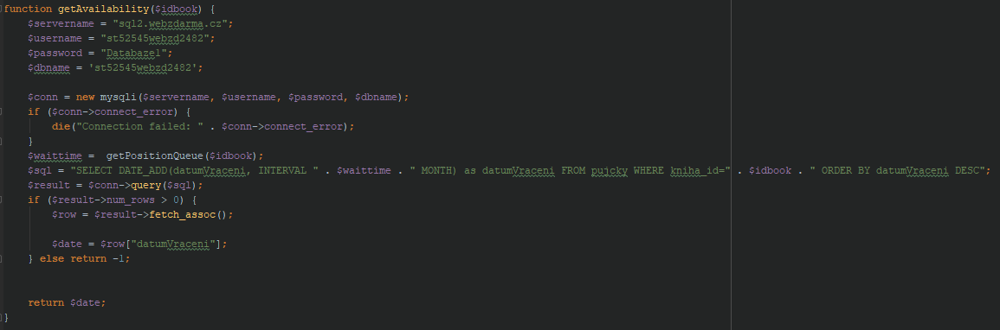 function getAvailability($idbook) {
    $servername = "sql2.webzdarma.cz";
    $username = "st52545webzd2482";
    $password = "Databaze1";
    $dbname = 'st52545webzd2482';

    $conn = new mysqli($servername, $username, $password, $dbname);
    if ($conn->connect_error) {
        die("Connection failed: " . $conn->connect_error);
    }
    $waittime =  getPositionQueue($idbook);
    $sql = "SELECT DATE_ADD(datumVraceni, INTERVAL " . $waittime . " MONTH) as datumVraceni FROM pujcky WHERE kniha_id=" . $idbook . " ORDER BY datumVraceni DESC";
    $result = $conn->query($sql);
    if ($result->num_rows > 0) {
        $row = $result->fetch_assoc();

        $date = $row["datumVraceni"];
    } else return -1;


    return $date;
}